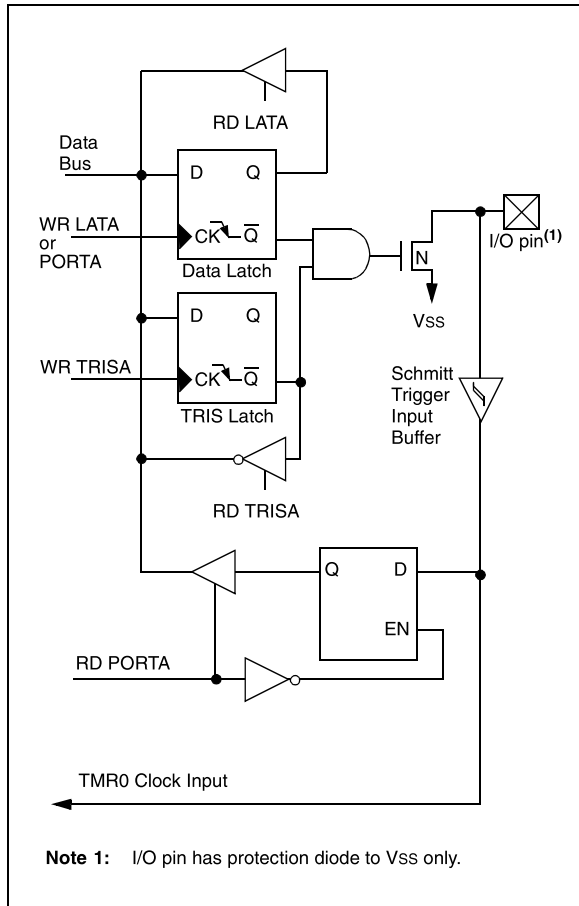 RD LATA
Data
Bus
D Q
WR LATA
or
PORTA
CK Q
Data Latch
I/O pin(1)
N
VSS
D Q
WR TRISA
CK Q
TRIS Latch
Schmitt
Trigger
Input
Buffer
RD TRISA
Q D
EN
RD PORTA
TMR0 Clock Input
Note 1: I/O pin has protection diode to VSS only.